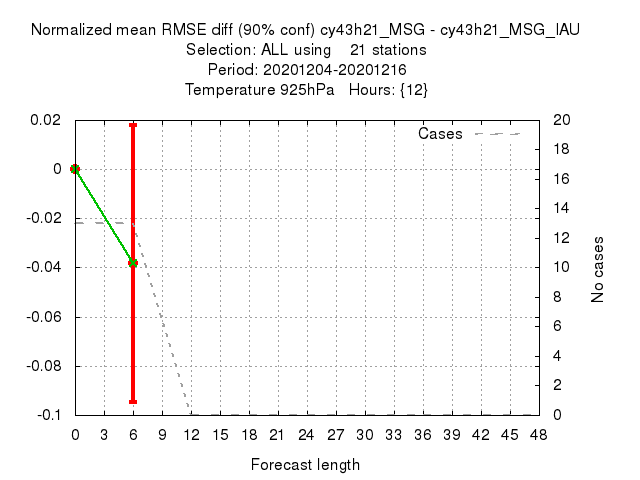 Normalized mean RMSE diff (90% conf) cy43h21_MSG - cy43h21_MSG_IAU
Selection: ALL using    21 stations
Period: 20201204-20201216
Temperature 925hPa   Hours: {12}
Cases
0.02
0
-0.02
-0.04
-0.06
-0.08
-0.1
20
18
16
14
12
10
8
6
4
2
0
No cases
0 3 6 9 12 15 18 21 24 27 30 33 36 39 42 45 48
Forecast length